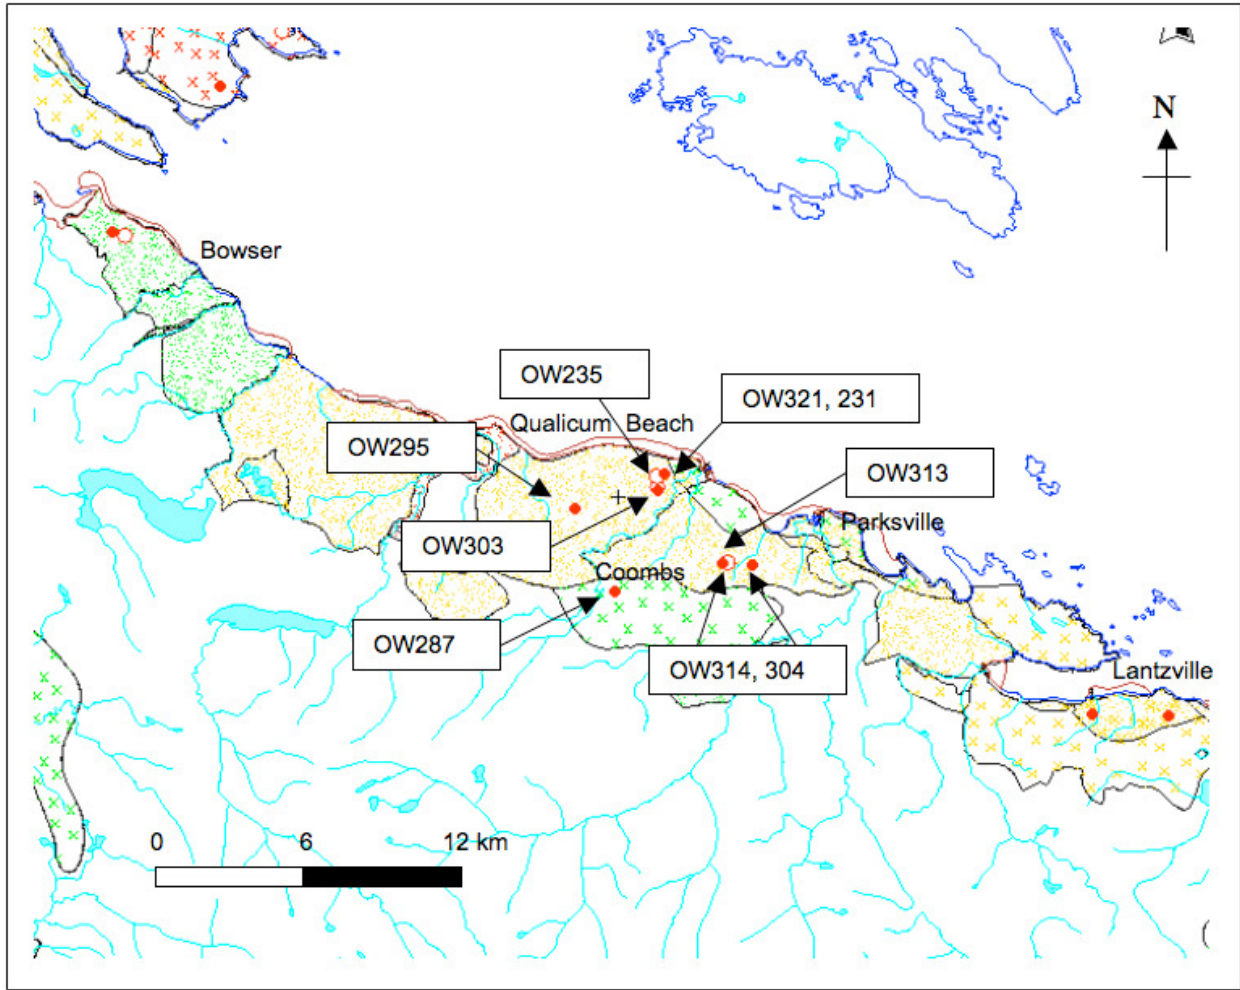 N
Bowser
OW235
OW321, 231
Qualicum Beach
OW295
OW313
Parksville
OW303
Coombs
OW287
OW314, 304
Lantzville
0 6 12 km